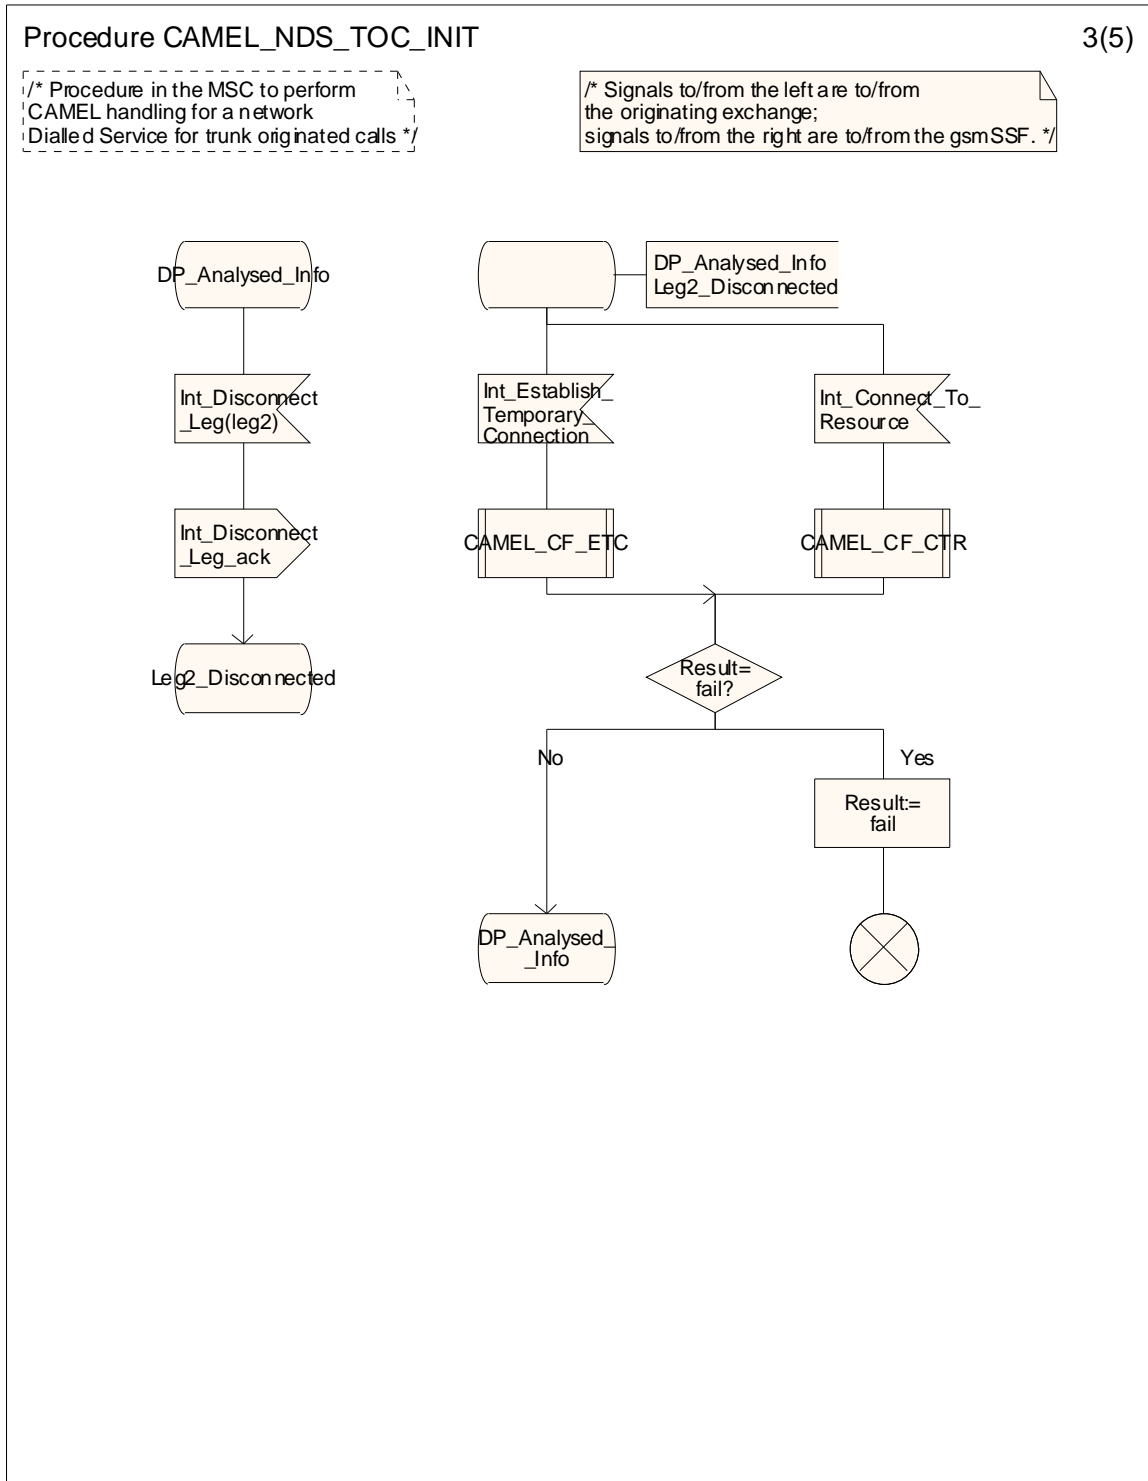 Procedure CAMEL_NDS_TOC_INIT
3(5)
/* Procedure in the MSC to perform
CAMEL handling for a network
Dialled Service for trunk originated calls */
/* Signals to/from the left are to/from
the originating exchange;
signals to/from the right are to/from the gsmSSF. */
DP_Analysed_Info
DP_Analysed_Info
Leg2_Disconnected
Int_Disconnect
_Leg(leg2)
Int_Establish_
Temporary_
Connection
Int_Connect_To_
Resource
Int_Disconnect
_Leg_ack
CAMEL_CF_ETC
CAMEL_CF_CTR
Leg2_Disconnected
Result=
fail?
No
Yes
Result:=
fail
DP_Analysed_
_Info